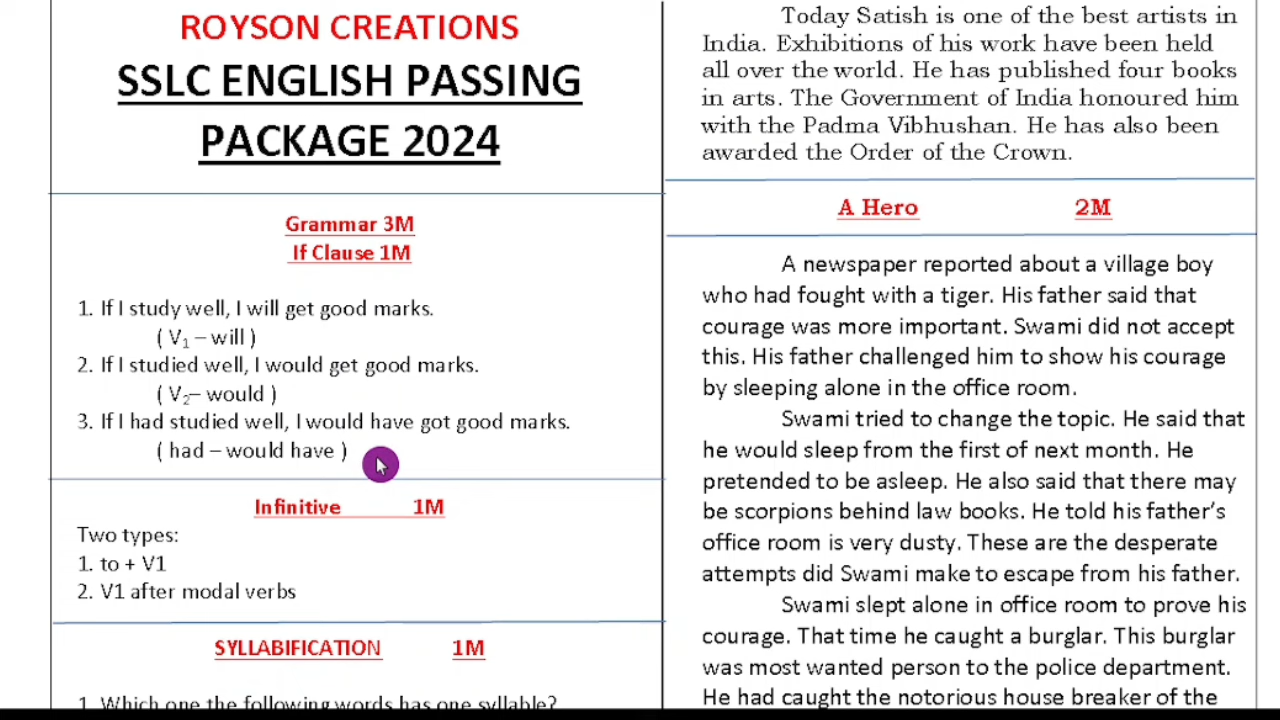 ROYSON CREATIONS
SSLC ENGLISH PASSING
PACKAGE 2024
Grammar 3M
If Clause 1M
1. If I study well, I will get good marks.
( V₁ – will )
2. If I studied well, I would get good marks.
( V₂– would )
3. If I had studied well, I would have got good marks.
( had – would have )
Infinitive 1M
Two types:
1. to + V1
2. V1 after modal verbs
SYLLABIFICATION 1M
1. Which one the following words has one syllable?
Today Satish is one of the best artists in
India. Exhibitions of his work have been held
all over the world. He has published four books
in arts. The Government of India honoured him
with the Padma Vibhushan. He has also been
awarded the Order of the Crown.
A Hero 2M
A newspaper reported about a village boy
who had fought with a tiger. His father said that
courage was more important. Swami did not accept
this. His father challenged him to show his courage
by sleeping alone in the office room.
Swami tried to change the topic. He said that
he would sleep from the first of next month. He
pretended to be asleep. He also said that there may
be scorpions behind law books. He told his father’s
office room is very dusty. These are the desperate
attempts did Swami make to escape from his father.
Swami slept alone in office room to prove his
courage. That time he caught a burglar. This burglar
was most wanted person to the police department.
He had caught the notorious house breaker of the